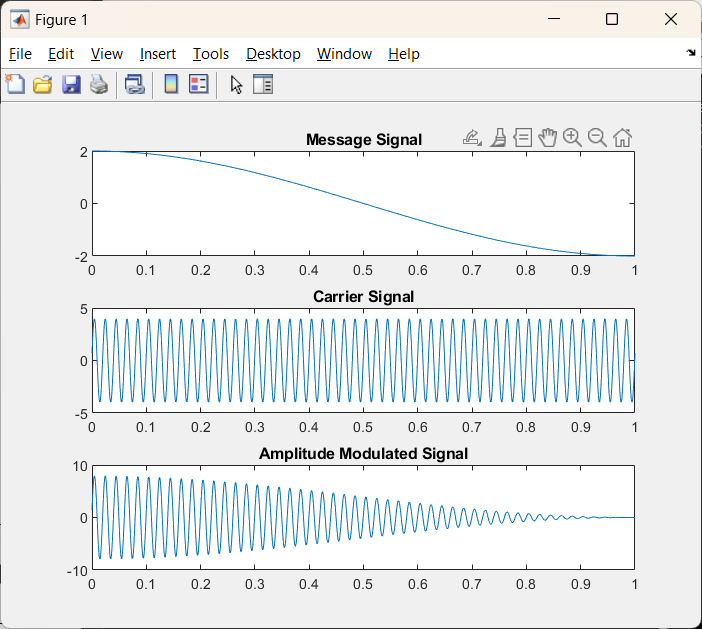 Figure 1
File Edit View Insert Tools Desktop Window Help
Message Signal
2
0
-2
0 0.1 0.2 0.3 0.4 0.5 0.6 0.7 0.8 0.9 1
Carrier Signal
5
0
-5
0 0.1 0.2 0.3 0.4 0.5 0.6 0.7 0.8 0.9 1
Amplitude Modulated Signal
10
0
-10
0 0.1 0.2 0.3 0.4 0.5 0.6 0.7 0.8 0.9 1